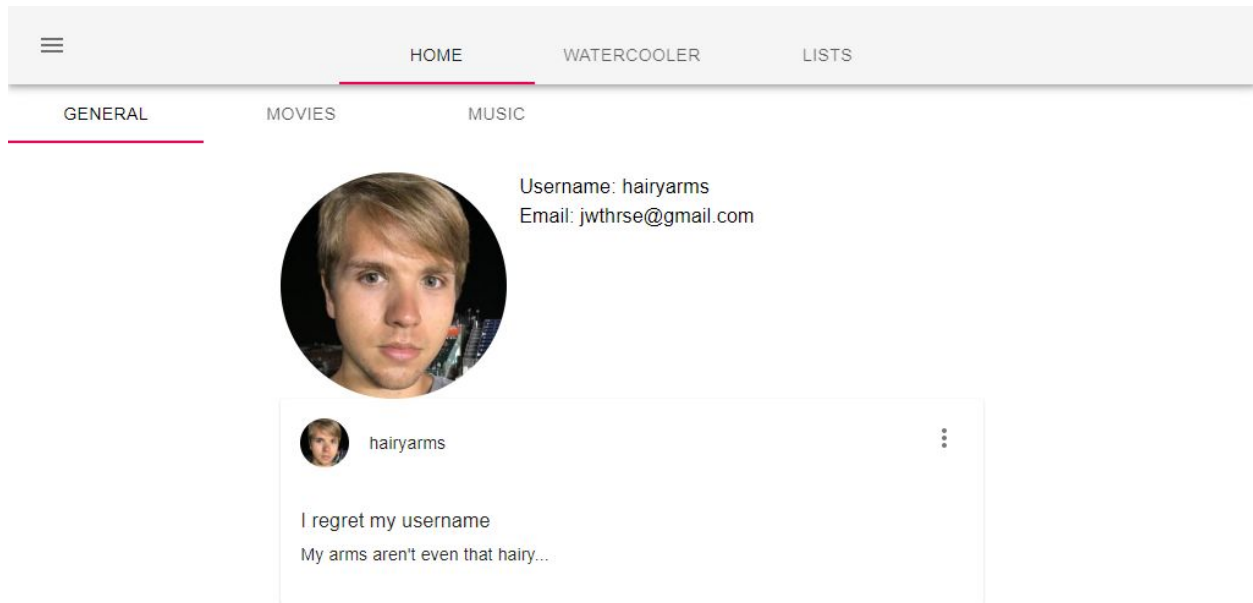 HOME WATERCOOLER LISTS
GENERAL MOVIES MUSIC
Username: hairyarms
Email: jwthrse@gmail.com
hairyarms
I regret my username
My arms aren't even that hairy...